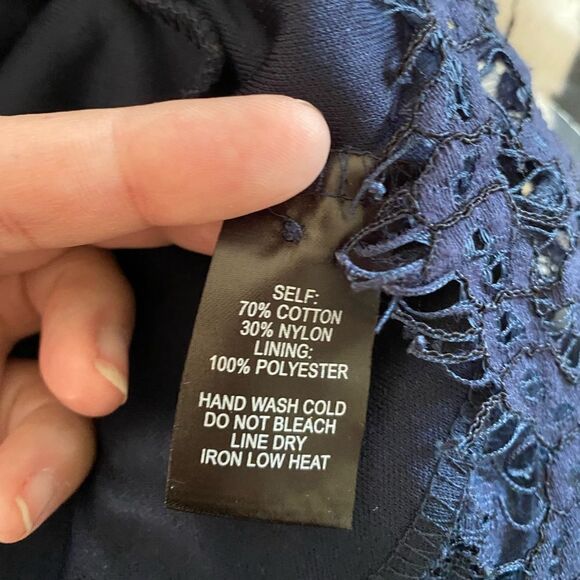 SELF:
70% COTTON
30% NYLON
LINING:
100% POLYESTER
HAND WASH COLD
DO NOT BLEACH
LINE DRY
IRON LOW HEAT